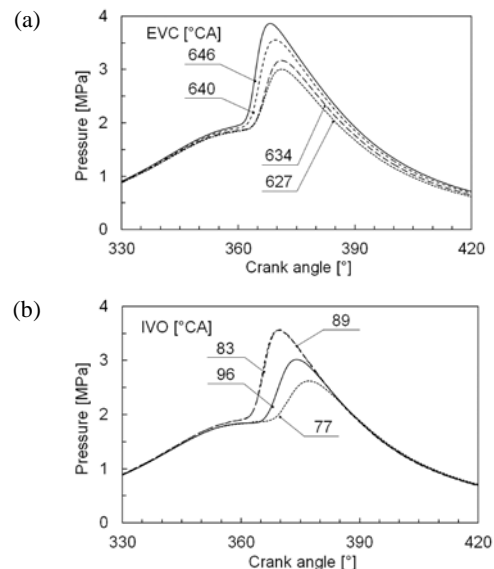 (a)
EVC [°CA]
646
640
634
627
Pressure [MPa]
4
3
2
1
0
330 360 390 420
Crank angle [°]
(b)
IVO [°CA]
83
89
96
77
Pressure [MPa]
4
3
2
1
0
330 360 390 420
Crank angle [°]